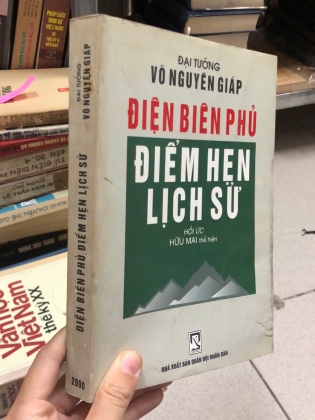 ĐẠI TƯỚNG
VÕ NGUYÊN GIÁP
ĐIỆN BIÊN PHỦ
ĐIỂM HẸN
LỊCH SỬ
HỒI ỨC
HỮU MAI thể hiện
NHÀ XUẤT BẢN QUÂN ĐỘI NHÂN DÂN
ĐẠI TƯỚNG
VÕ NGUYÊN GIÁP
ĐIỆN BIÊN PHỦ ĐIỂM HẸN LỊCH SỬ
2000
Văn học
Việt Nam
thế kỷ XX